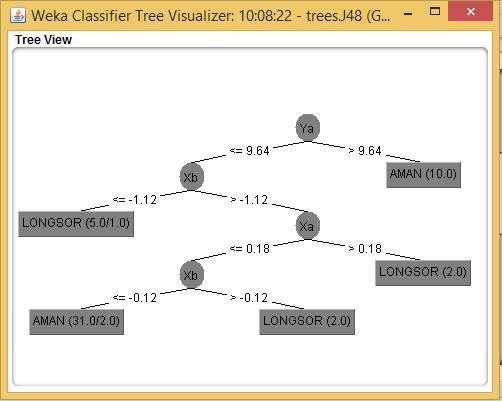 Weka Classifier Tree Visualizer: 10:08:22 - trees.J48 (G...
Tree View
Ya
<= 9.64 > 9.64
Xb AMAN (10.0)
<= -1.12 > -1.12
LONGSOR (5.0/1.0) Xa
<= 0.18 > 0.18
Xb LONGSOR (2.0)
<= -0.12 > -0.12
AMAN (31.0/2.0) LONGSOR (2.0)